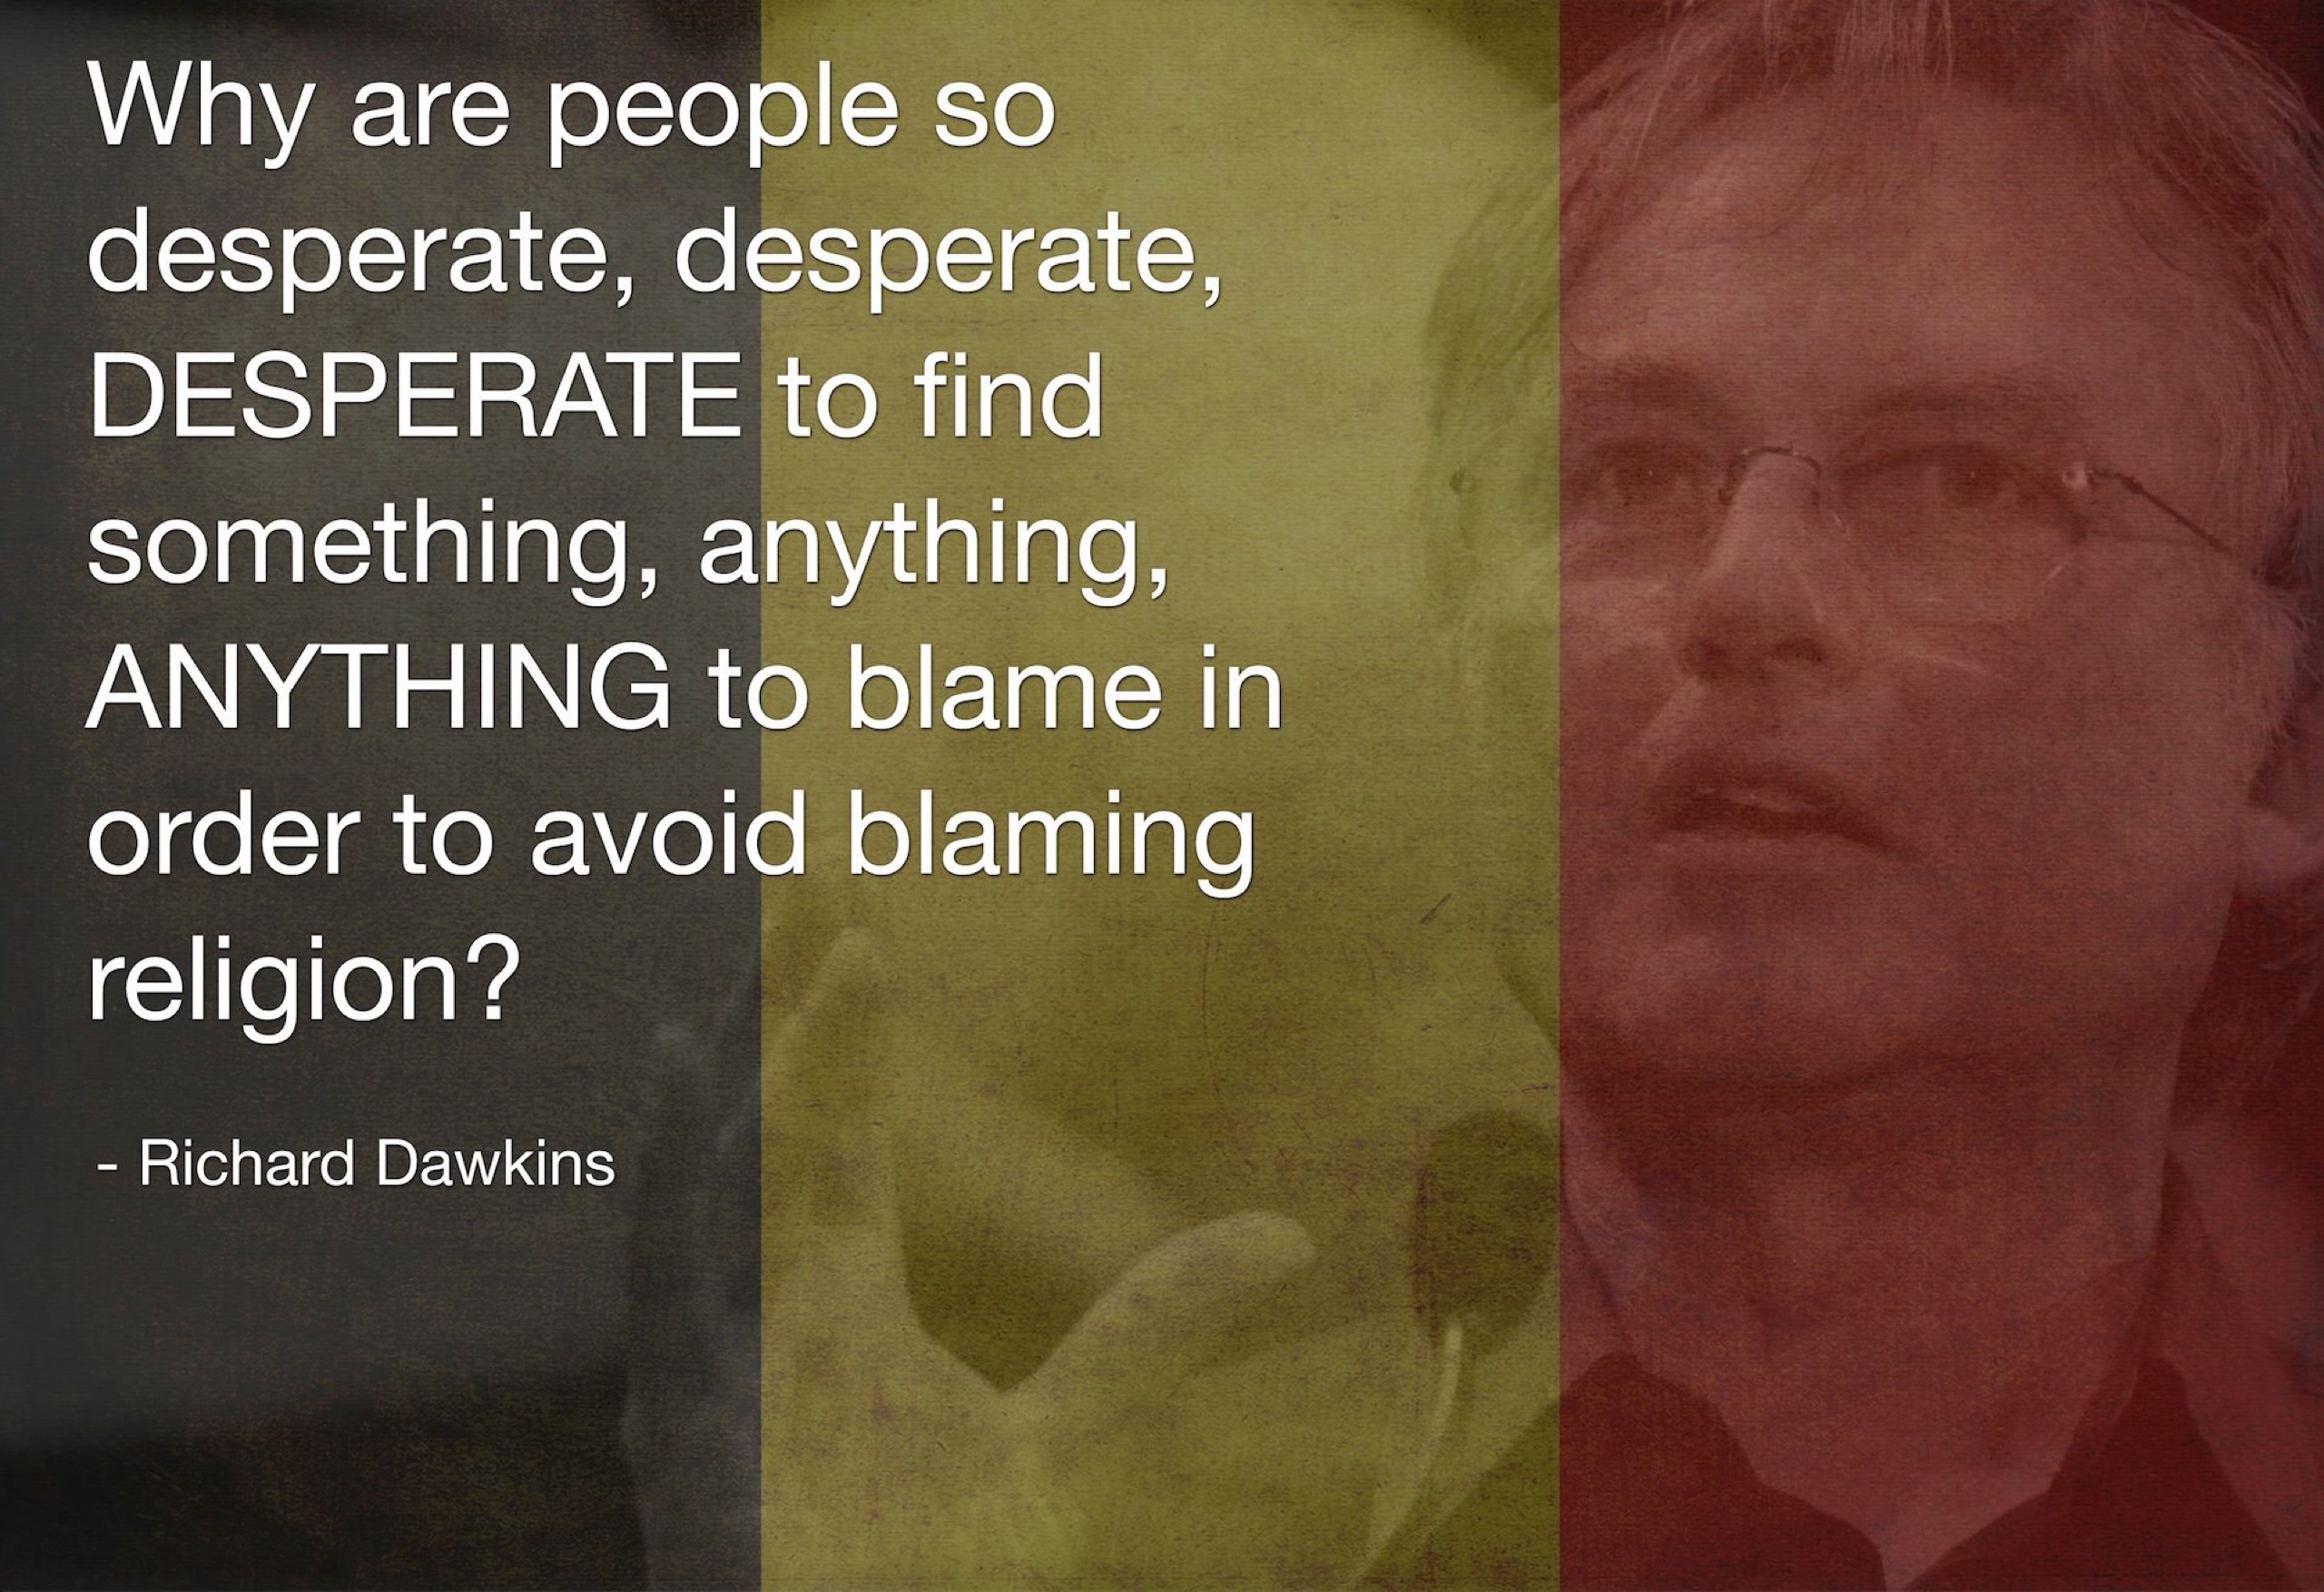 Why are people so
desperate, desperate,
DESPERATE to find
something, anything,
ANYTHING to blame in
order to avoid blaming
religion?
- Richard Dawkins